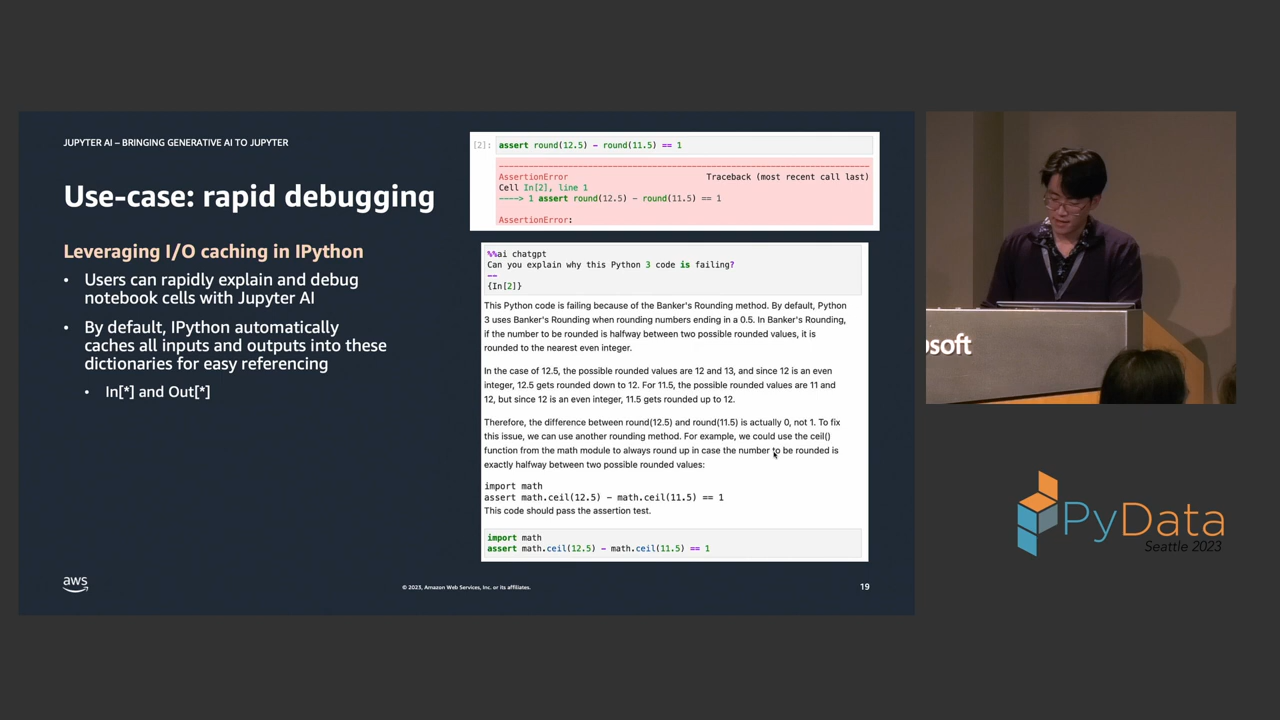 JUPYTER AI – BRINGING GENERATIVE AI TO JUPYTER
Use-case: rapid debugging
Leveraging I/O caching in IPython
• Users can rapidly explain and debug
notebook cells with Jupyter AI
• By default, IPython automatically
caches all inputs and outputs into these
dictionaries for easy referencing
• In[*] and Out[*]
[2]: assert round(12.5) - round(11.5) == 1
AssertionError Traceback (most recent call last)
Cell In[2], line 1
----> 1 assert round(12.5) - round(11.5) == 1
AssertionError:
%%ai chatgpt
Can you explain why this Python 3 code is failing?
--
{In[2]}
This Python code is failing because of the Banker's Rounding method. By default, Python
3 uses Banker's Rounding when rounding numbers ending in a 0.5. In Banker's Rounding,
if the number to be rounded is halfway between two possible rounded values, it is
rounded to the nearest even integer.
In the case of 12.5, the possible rounded values are 12 and 13, and since 12 is an even
integer, 12.5 gets rounded down to 12. For 11.5, the possible rounded values are 11 and
12, but since 12 is an even integer, 11.5 gets rounded up to 12.
Therefore, the difference between round(12.5) and round(11.5) is actually 0, not 1. To fix
this issue, we can use another rounding method. For example, we could use the ceil()
function from the math module to always round up in case the number to be rounded is
exactly halfway between two possible rounded values:
import math
assert math.ceil(12.5) - math.ceil(11.5) == 1
This code should pass the assertion test.
import math
assert math.ceil(12.5) - math.ceil(11.5) == 1
aws
© 2023, Amazon Web Services, Inc. or its affiliates.
19
osoft
PyData
Seattle 2023